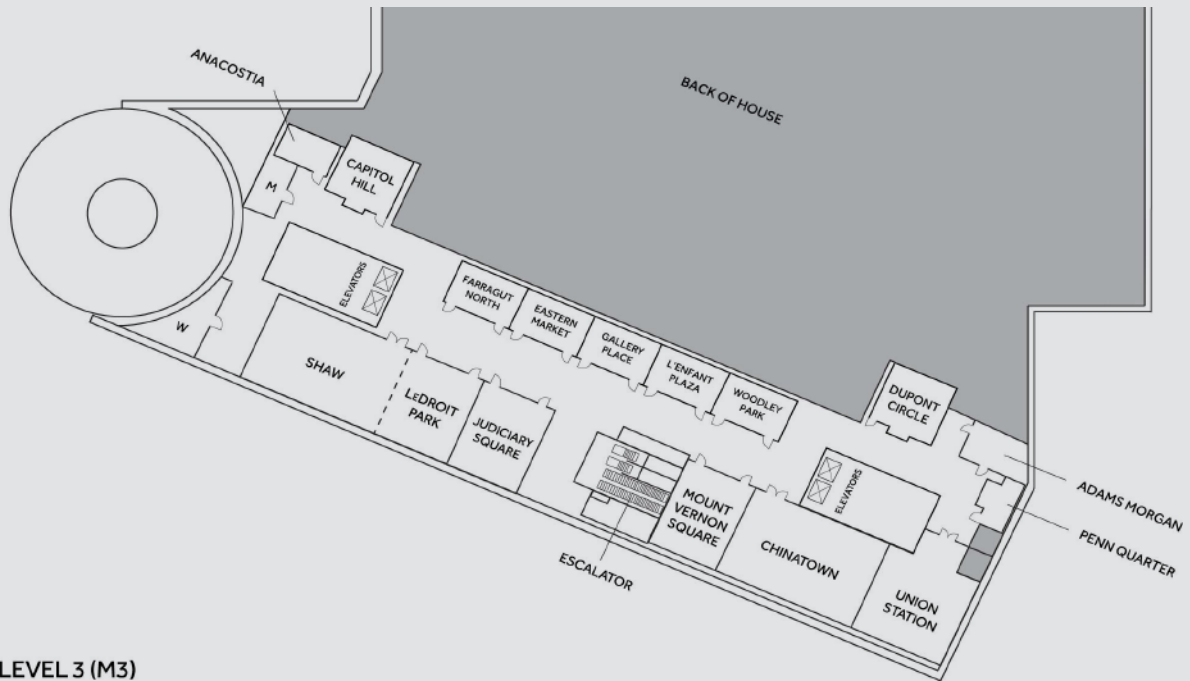 ANACOSTIA
BACK OF HOUSE
CAPITOL
HILL
M
ELEVATORS
FARRAGUT
NORTH
EASTERN
MARKET
GALLERY
PLACE
L'ENFANT
PLAZA
WOODLEY
PARK
DUPONT
CIRCLE
W
SHAW
LEDROIT
PARK
JUDICIARY
SQUARE
MOUNT
VERNON
SQUARE
CHINATOWN
ELEVATORS
UNION
STATION
ADAMS MORGAN
PENN QUARTER
ESCALATOR
LEVEL 3 (M3)